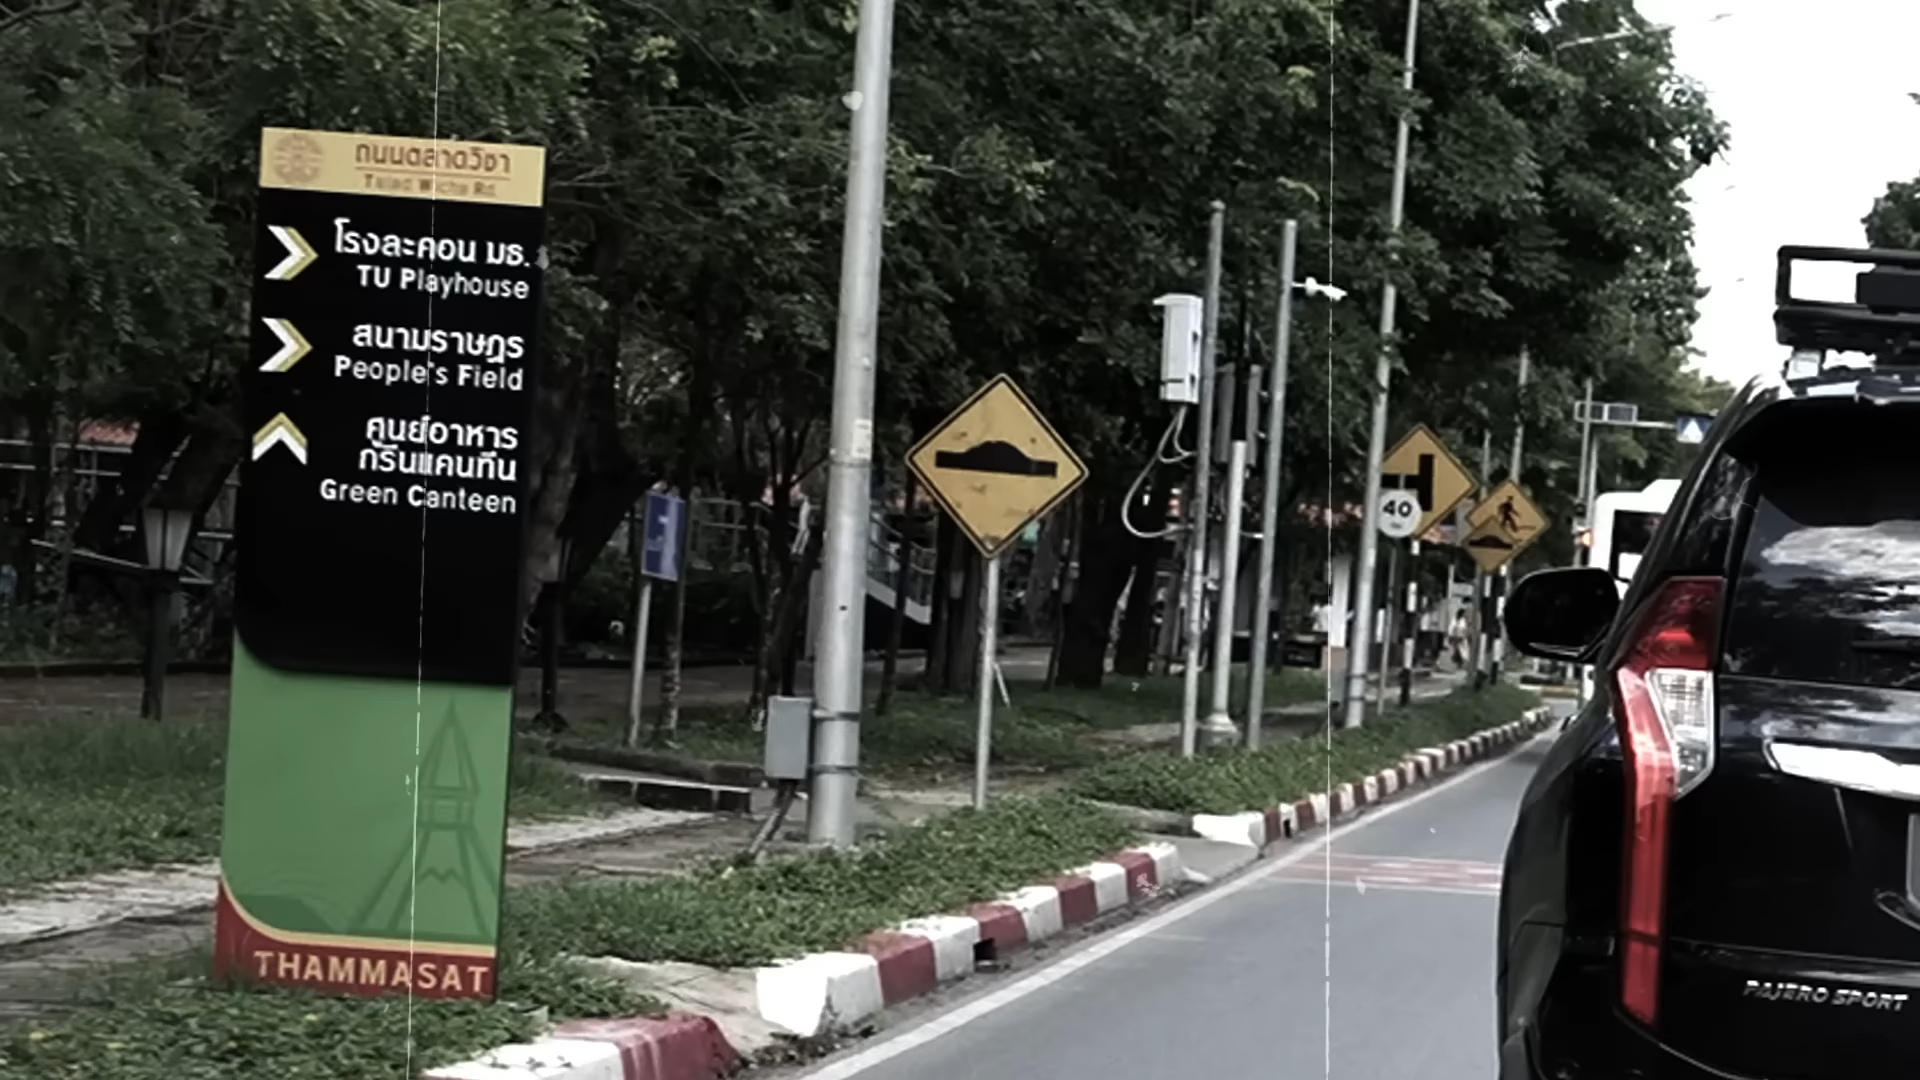 ถนนตลาดวิชา
Talad Wicha Rd.
โรงละคอน มธ.
TU Playhouse
สนามราษฎร
People's Field
ศูนย์อาหาร
กรีนแคนทีน
Green Canteen
THAMMASAT
40
PAJERO SPORT